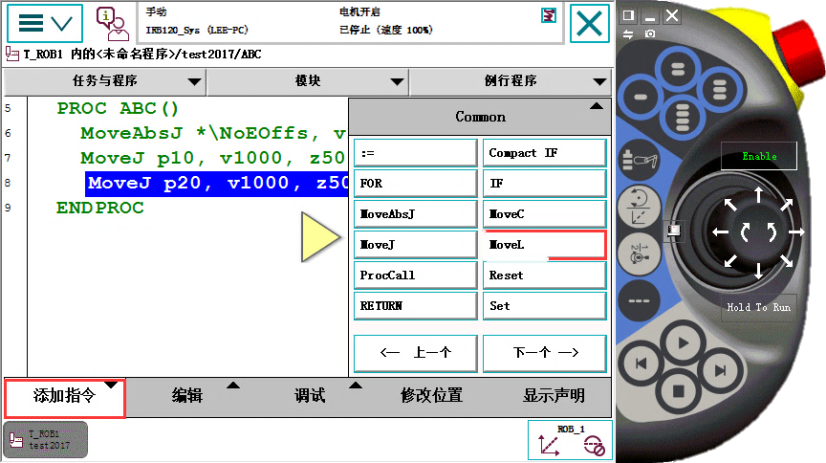 手动
电机开启
IRB120_Sys (LEE-PC)
已停止 (速度 100%)
T_ROB1 内的<未命名程序>/test2017/ABC
任务与程序
模块
例行程序
5 PROC ABC()
6 MoveAbsJ *\NoEOffs, v
7 MoveJ p10, v1000, z50
8 MoveJ p20, v1000, z50
9 ENDPROC
Common
:=
Compact IF
FOR
IF
MoveAbsJ
MoveC
MoveJ
MoveL
ProcCall
Reset
RETURN
Set
<— 上一个
下一个 —>
添加指令
编辑
调试
修改位置
显示声明
T_ROB1
test2017
ROB_1
Enable
Hold To Run